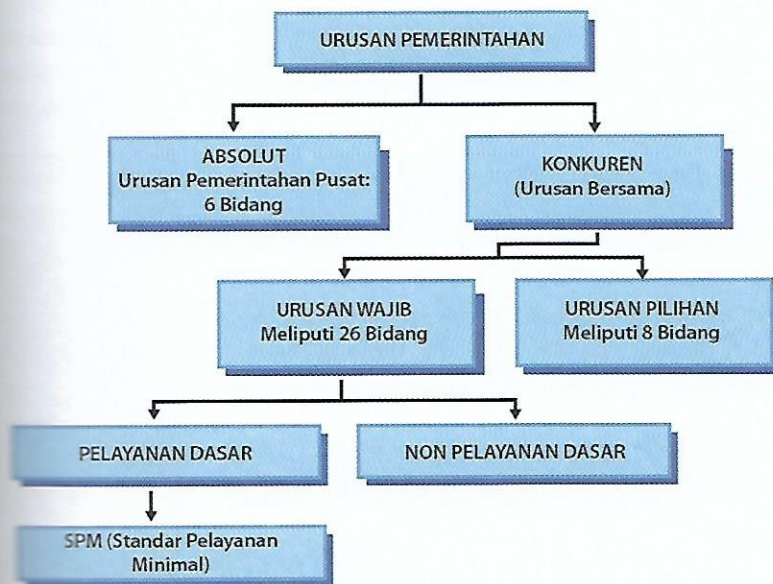 URUSAN PEMERINTAHAN
ABSOLUT
Urusan Pemerintahan Pusat:
6 Bidang
KONKUREN
(Urusan Bersama)
URUSAN WAJIB
Meliputi 26 Bidang
URUSAN PILIHAN
Meliputi 8 Bidang
PELAYANAN DASAR
NON PELAYANAN DASAR
SPM (Standar Pelayanan
Minimal)